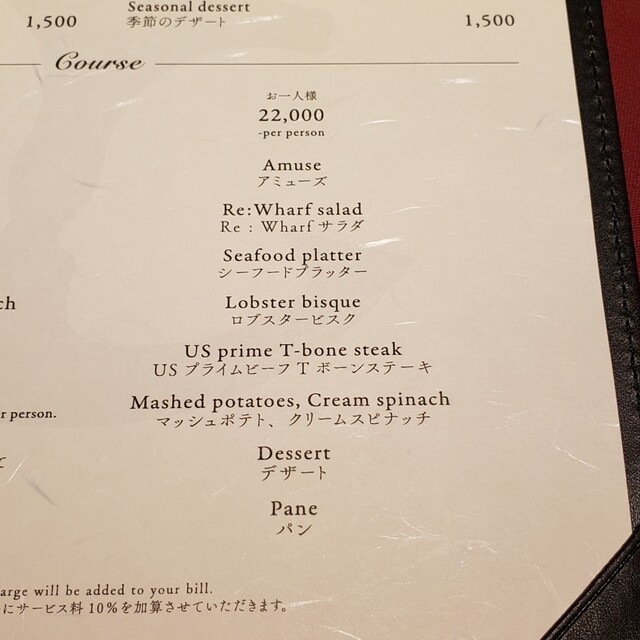 Seasonal dessert
1,500 季節のデザート 1,500
Course
お一人様
22,000
-per person
Amuse
アミューズ
Re:Wharf salad
Re : Wharf サラダ
Seafood platter
シーフードプラッター
Lobster bisque
ロブスタービスク
US prime T-bone steak
US プライムビーフ T ボーンステーキ
Mashed potatoes, Cream spinach
マッシュポテト、クリームスピナッチ
r person.
Dessert
デザート
Pane
パン
arge will be added to your bill.
にサービス料 10%を加算させていただきます。